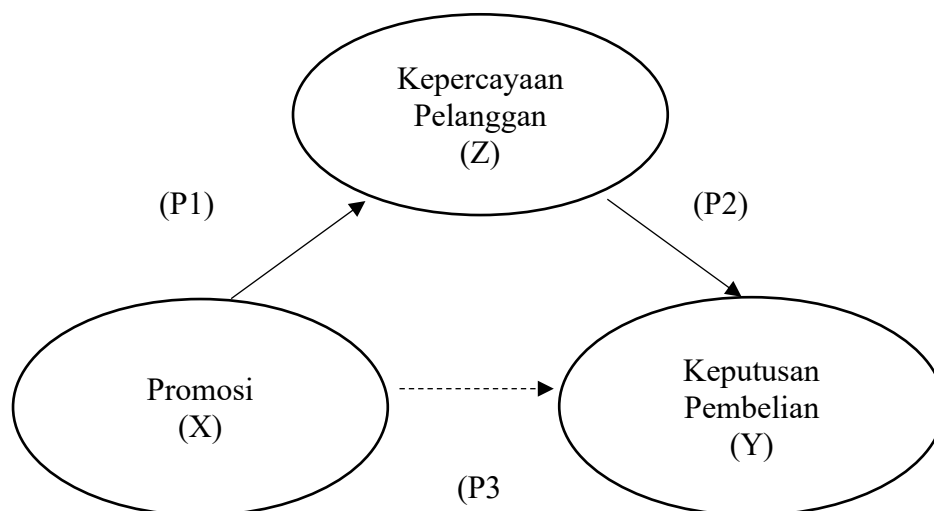 Kepercayaan
Pelanggan
(Z)
(P1)
(P2)
Promosi
(X)
Keputusan
Pembelian
(Y)
(P3